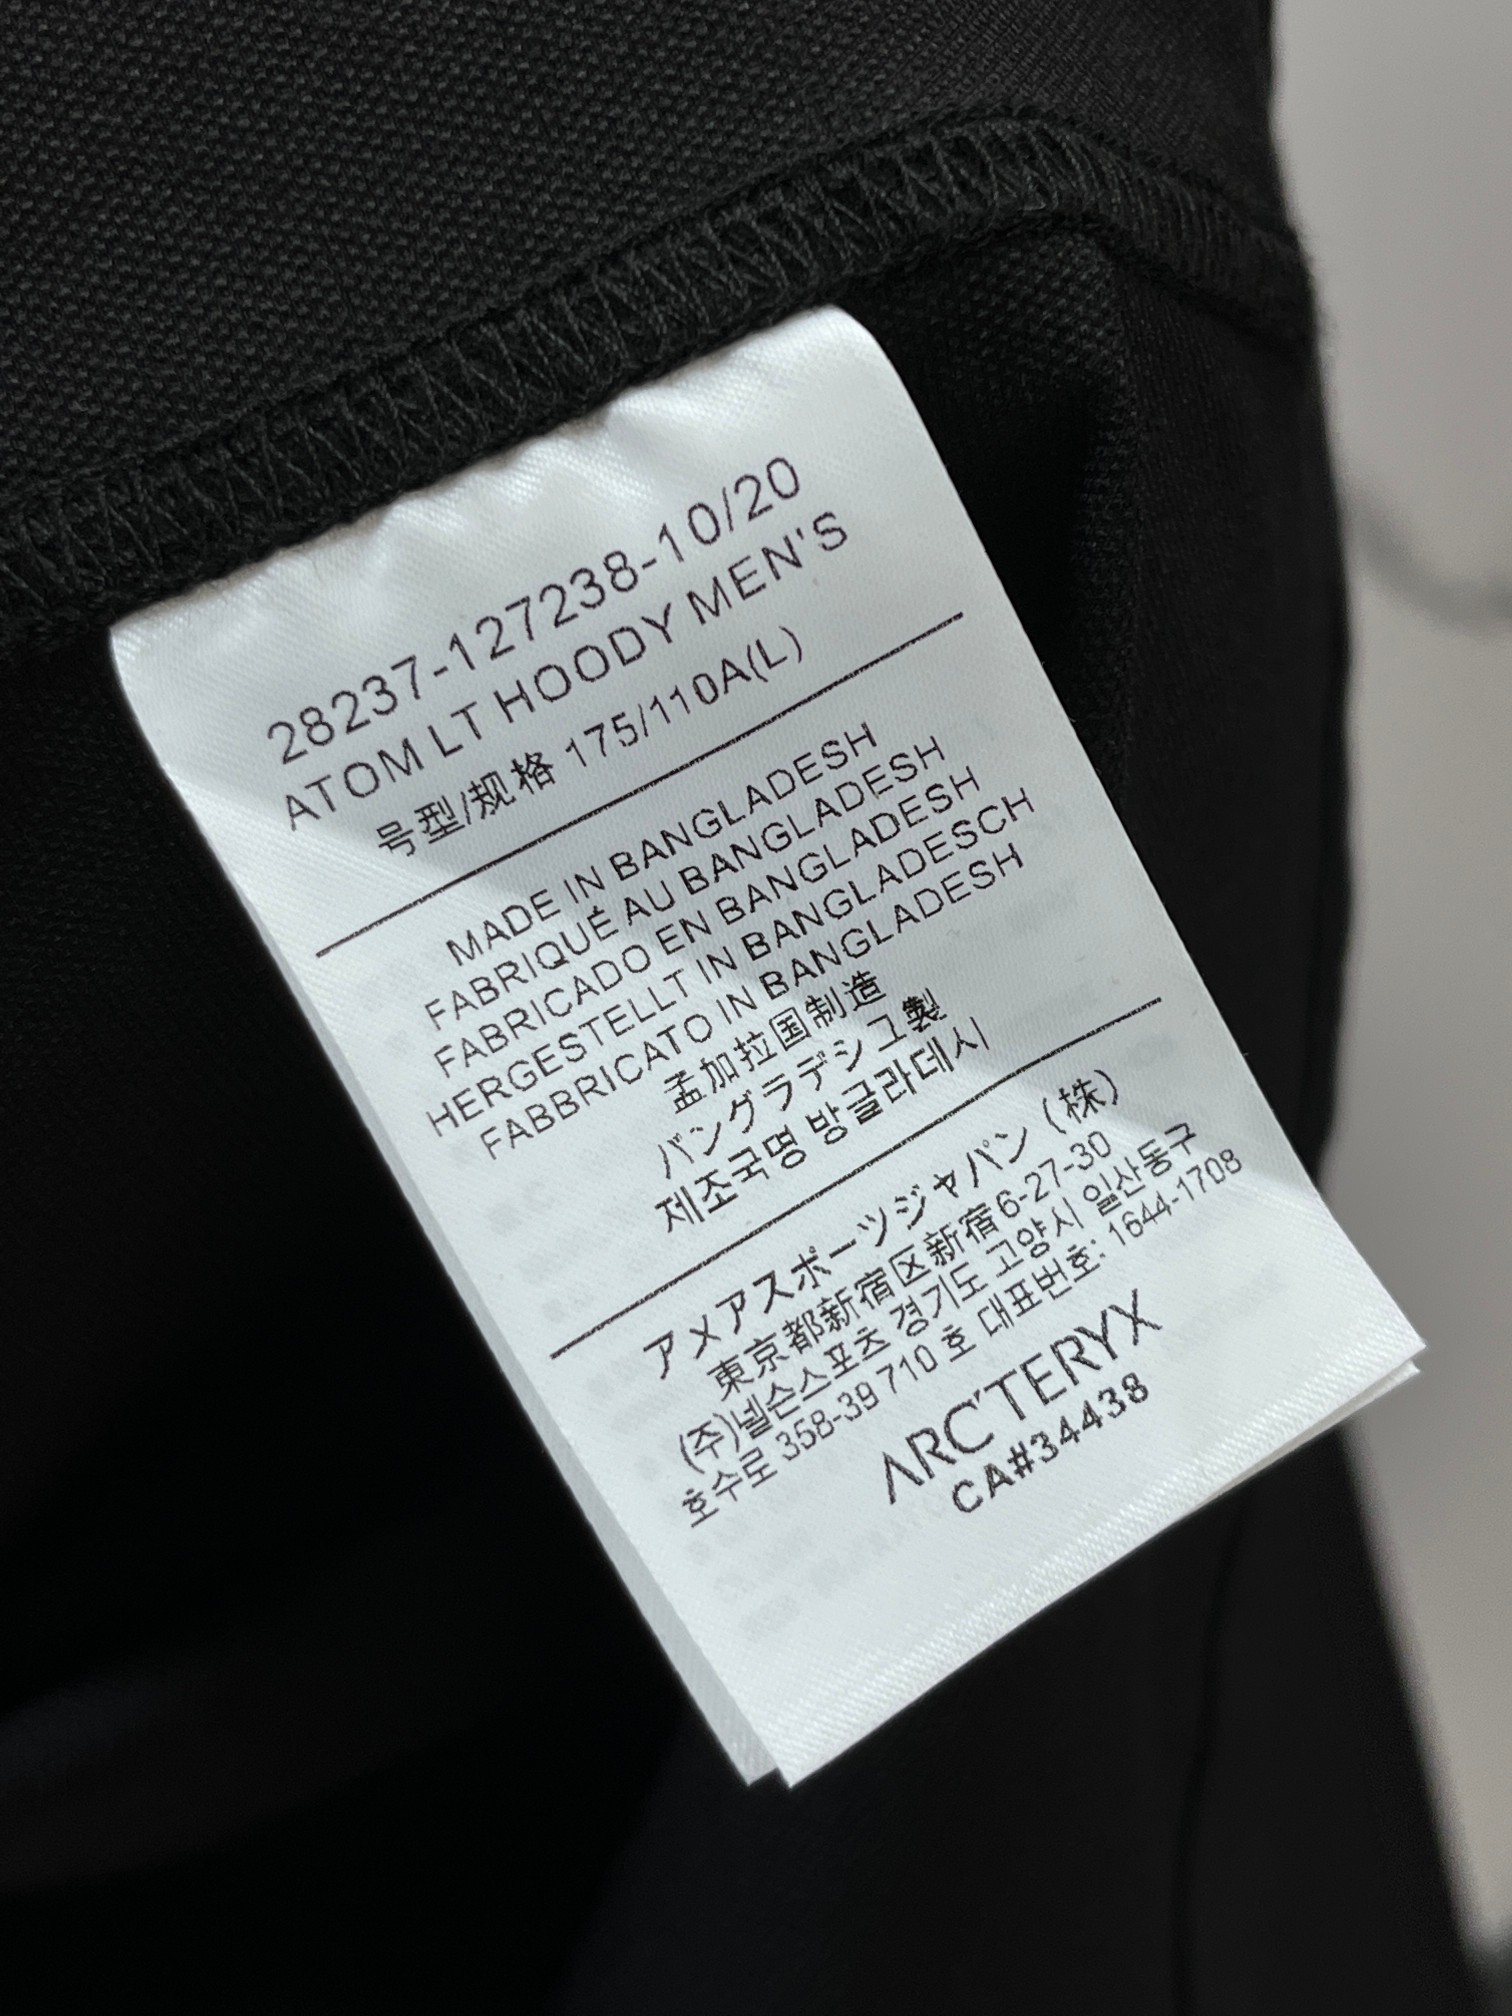 28237-127238-10/20
ATOM LT HOODY MEN'S
号型/规格 175/110A(L)
MADE IN BANGLADESH
FABRIQUÉ AU BANGLADESH
FABRICADO EN BANGLADESH
HERGESTELLT IN BANGLADESCH
FABBRICATO IN BANGLADESH
孟加拉国制造
バングラデシュ製
제조국명 방글라데시
アメアスポーツジャパン (株)
東京都新宿区新宿6-27-30
(주)넬슨스포츠 경기도 고양시 일산동구
호수로 358-39 710 호 대표번호: 1644-1708
ARC'TERYX
CA#34438